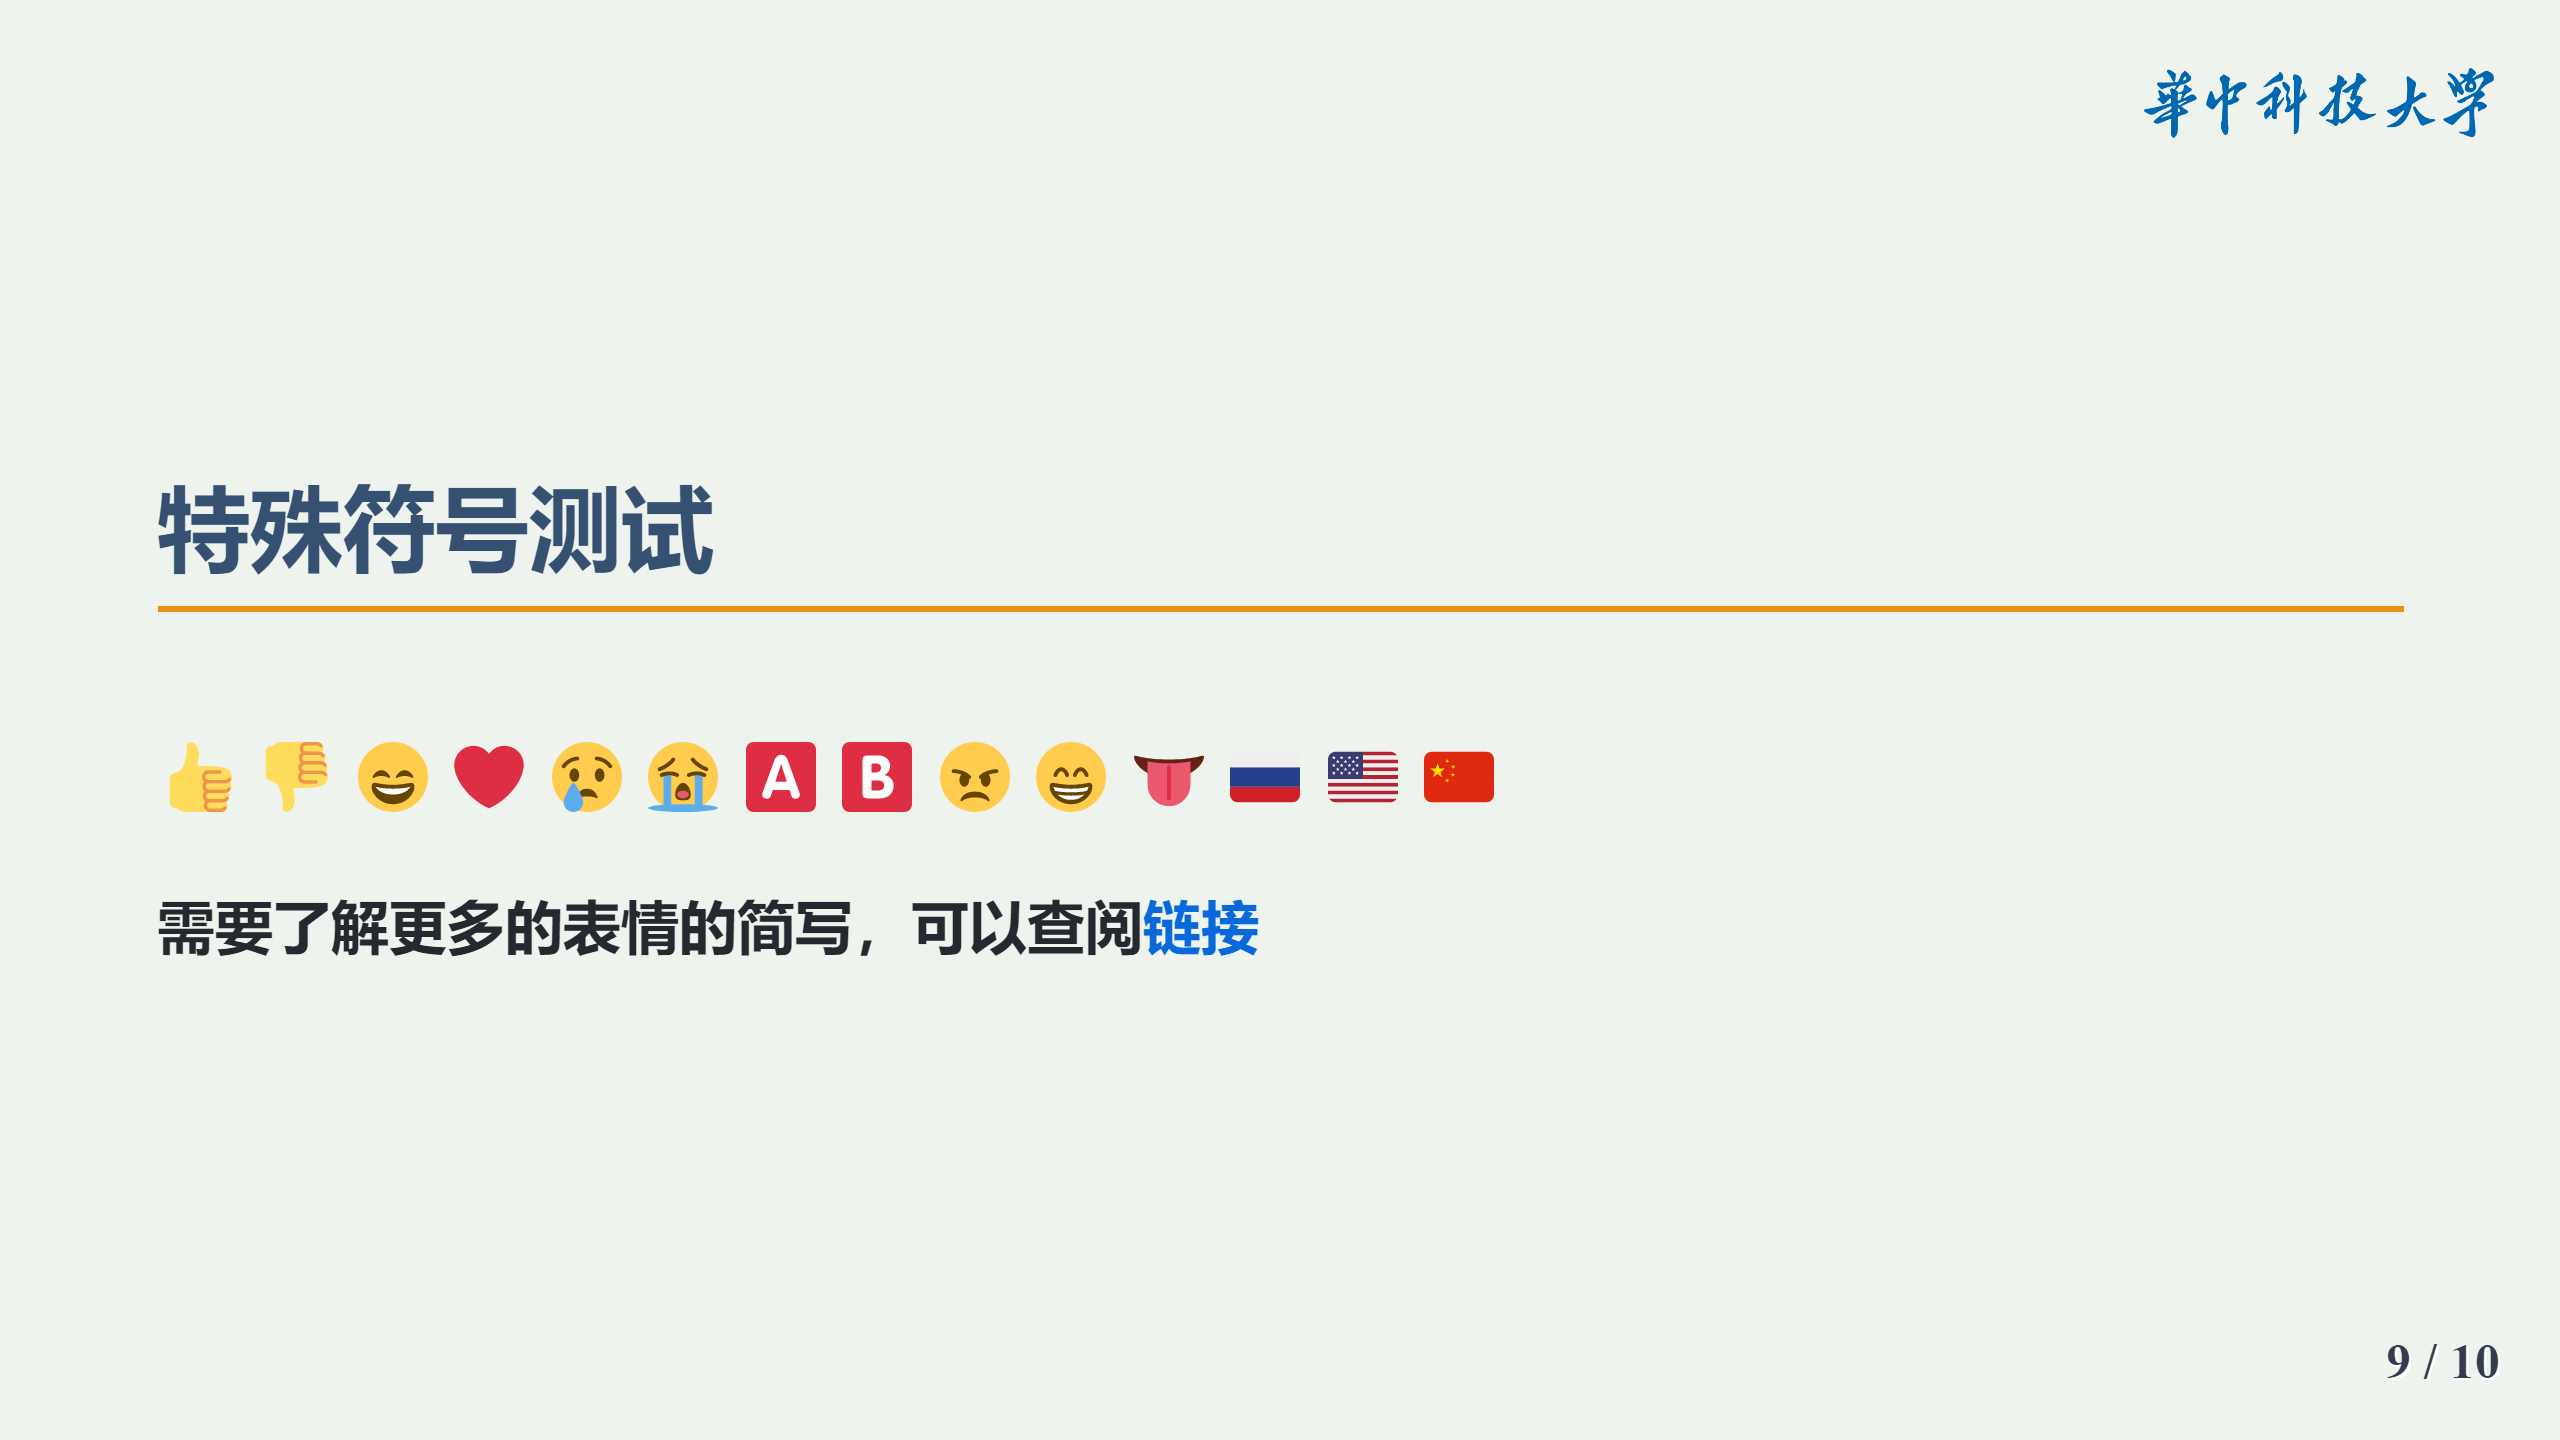 華中科技大学
特殊符号测试
👍 👎 😄 ❤️ 😢 😭 🅰️ 🅱️ 😠 😁 👅 🇷🇺 🇺🇸 🇨🇳
需要了解更多的表情的简写，可以查阅链接
9 / 10